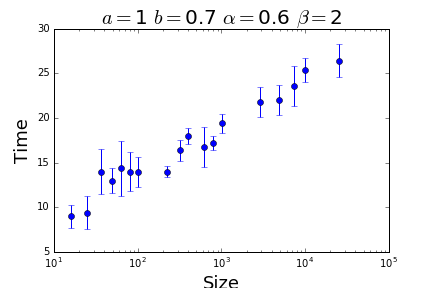 a = 1 b = 0.7 α = 0.6 β = 2
30
25
20
15
10
5
Time
10¹ 10² 10³ 10⁴ 10⁵
Size